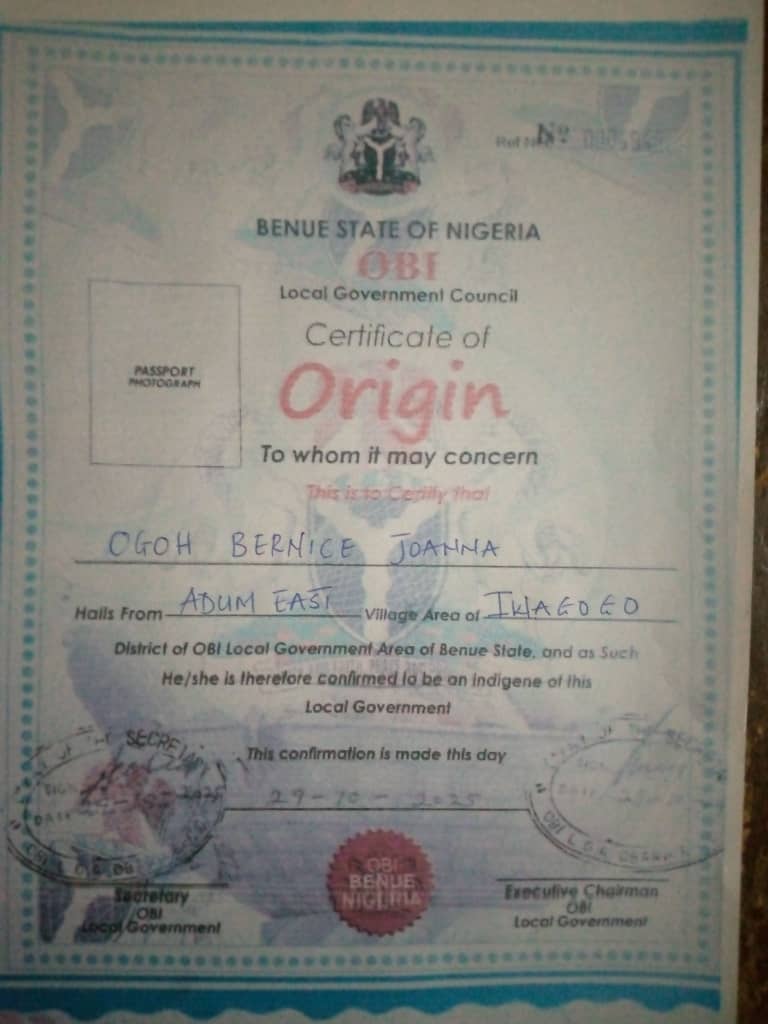 Ref No Nº
BENUE STATE OF NIGERIA
OBI
Local Government Council
Certificate of
Origin
PASSPORT
PHOTOGRAPH
To whom it may concern
This is to Certify that
OGOH BERNICE JOANNA
Hails From ADUM EAST Village Area of
District of OBI Local Government Area of Benue State, and as Such
He/she is therefore confirmed to be an indigene of this
Local Government
This confirmation is made this day
29-10-2025
SECRETARY
OBI
BENUE
NIGERIA
Secretary
OBI
Local Government
Executive Chairman
OBI
Local Government